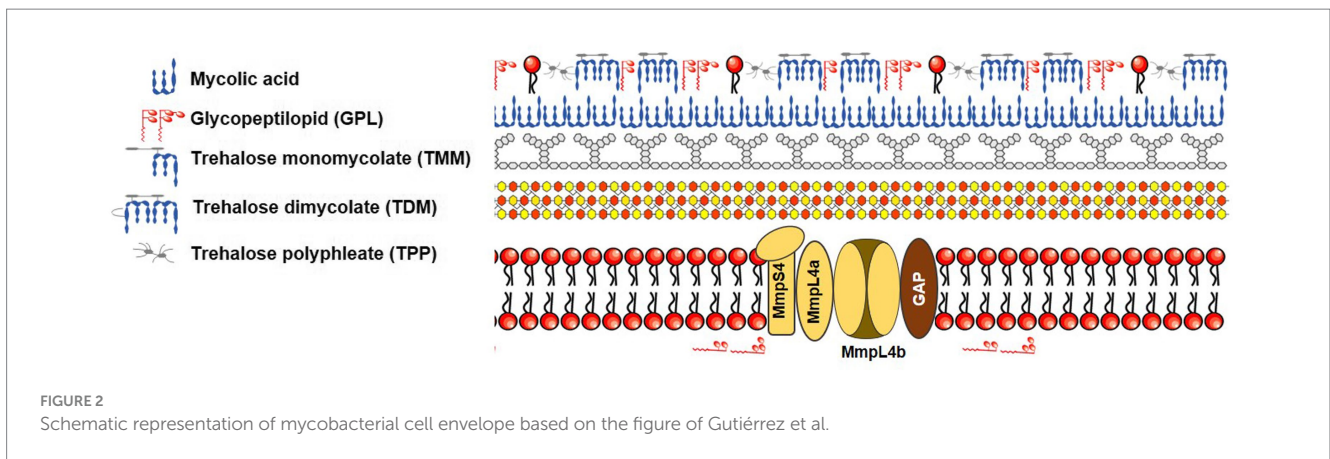 Mycolic acid
Glycopeptilopid (GPL)
Trehalose monomycolate (TMM)
Trehalose dimycolate (TDM)
Trehalose polyphleate (TPP)
MmpS4
MmpL4a
GAP
MmpL4b
FIGURE 2
Schematic representation of mycobacterial cell envelope based on the figure of Gutiérrez et al.